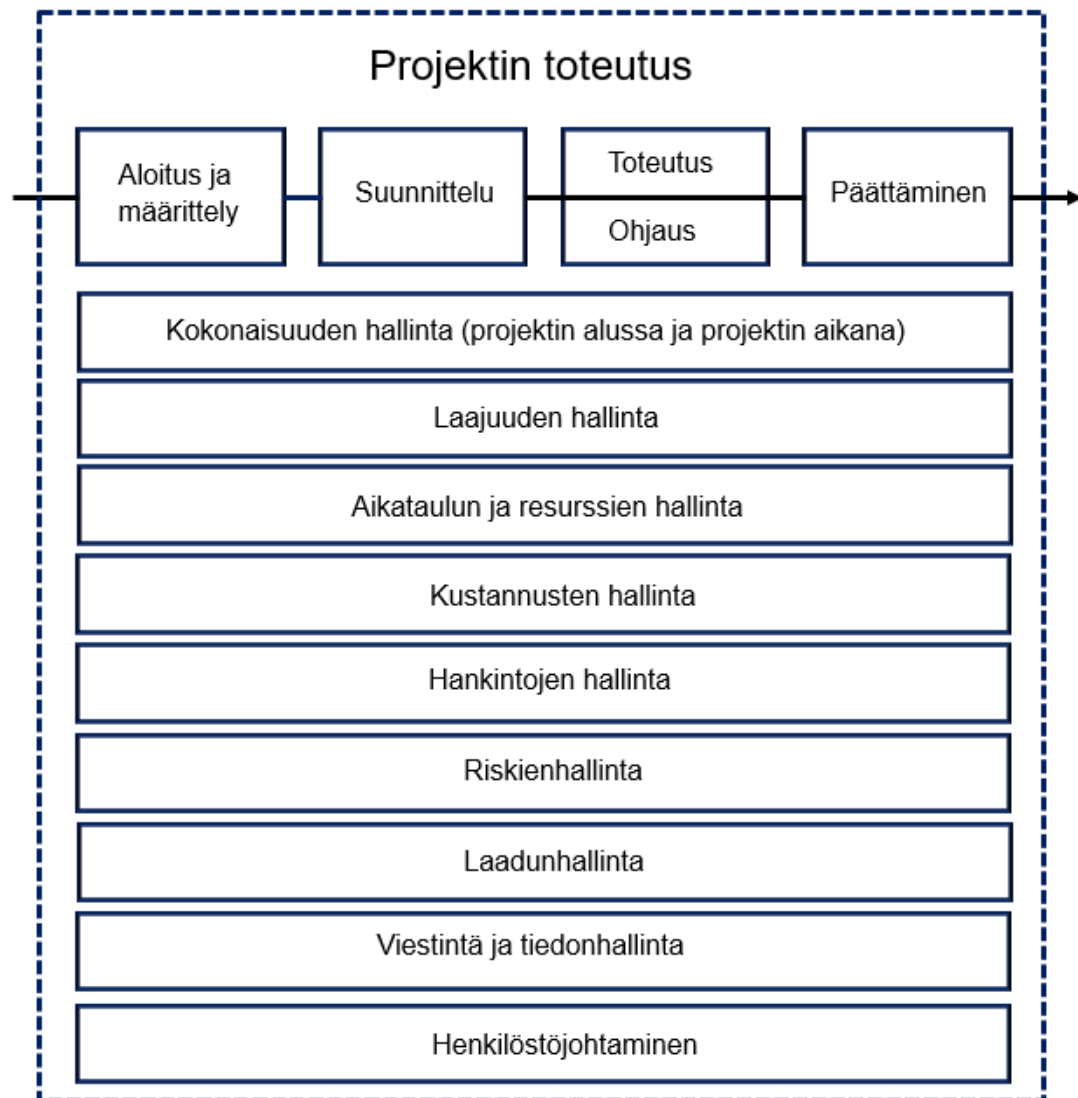 Projektin toteutus
Aloitus ja
määrittely
Suunnittelu
Toteutus
Ohjaus
Päättäminen
Kokonaisuuden hallinta (projektin alussa ja projektin aikana)
Laajuuden hallinta
Aikataulun ja resurssien hallinta
Kustannusten hallinta
Hankintojen hallinta
Riskienhallinta
Laadunhallinta
Viestintä ja tiedonhallinta
Henkilöstöjohtaminen